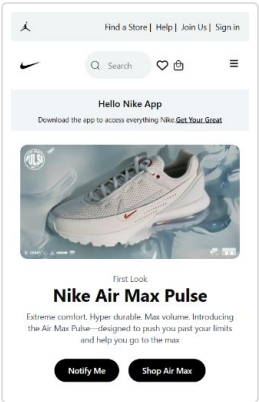 Find a Store | Help | Join Us | Sign in
Search
Hello Nike App
Download the app to access everything Nike.Get Your Great
PULSE
First Look
Nike Air Max Pulse
Extreme comfort. Hyper durable. Max volume. Introducing
the Air Max Pulse—designed to push you past your limits
and help you go to the max
Notify Me
Shop Air Max